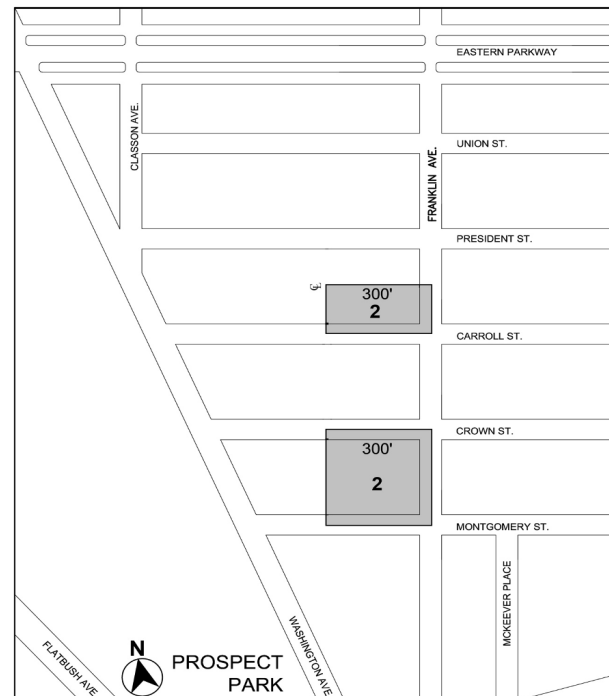 EASTERN PARKWAY
CLASSON AVE.
UNION ST.
FRANKLIN AVE.
PRESIDENT ST.
℄
300'
2
CARROLL ST.
CROWN ST.
300'
2
MONTGOMERY ST.
MCKEEVER PLACE
WASHINGTON AVE
FLATBUSH AVE
N
PROSPECT
PARK